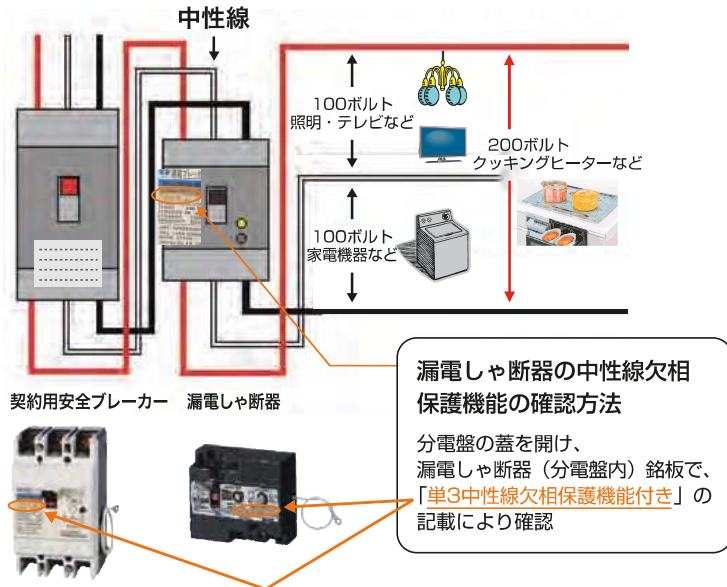 中性線
100ボルト
照明・テレビなど
200ボルト
クッキングヒーターなど
100ボルト
家電機器など
契約用安全ブレーカー
漏電しゃ断器
漏電しゃ断器の中性線欠相
保護機能の確認方法
分電盤の蓋を開け、
漏電しゃ断器（分電盤内）銘板で、
「単3中性線欠相保護機能付き」の
記載により確認